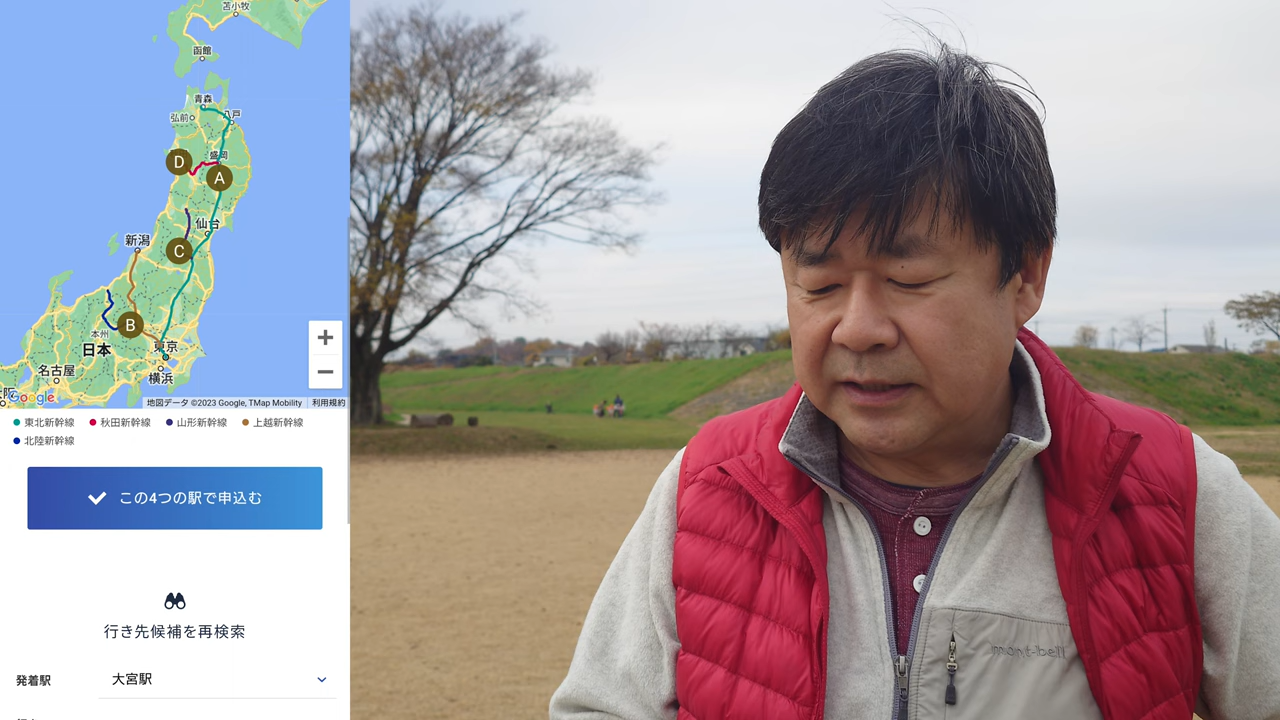 苫小牧
函館
青森
八戸
弘前
盛岡
D
A
仙台
新潟
C
本州
B
日本
東京
名古屋
横浜
Google
地図データ ©2023 Google, TMap Mobility
利用規約
東北新幹線
秋田新幹線
山形新幹線
上越新幹線
北陸新幹線
この4つの駅で申込む
行き先候補を再検索
発着駅
大宮駅
mont-bell